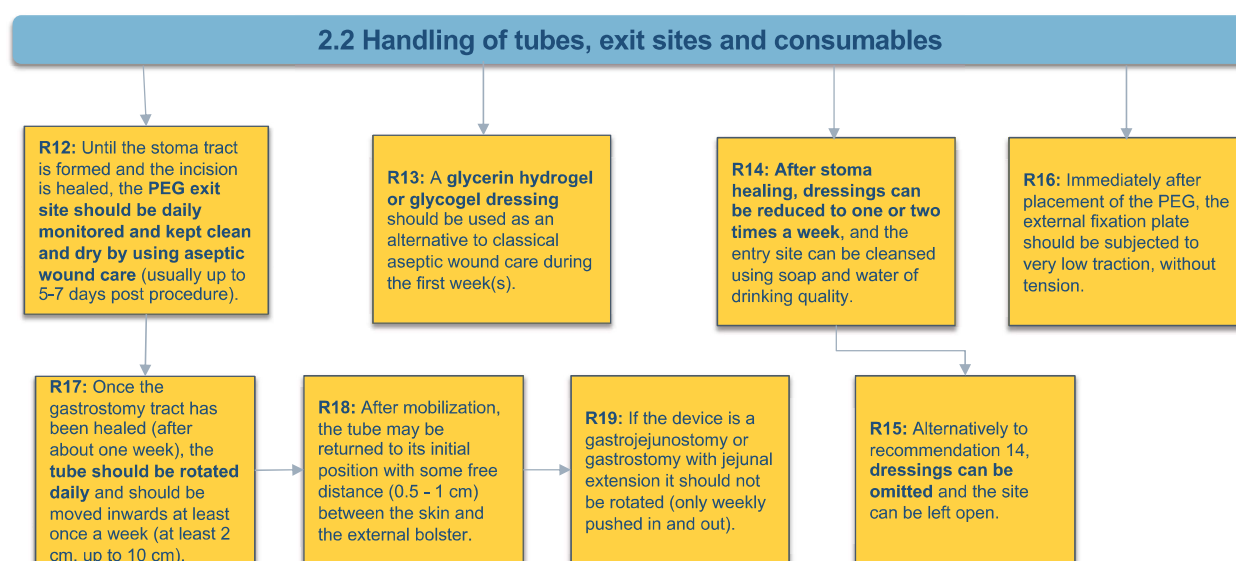 2.2 Handling of tubes, exit sites and consumables
R12: Until the stoma tract
is formed and the incision
is healed, the PEG exit
site should be daily
monitored and kept clean
and dry by using aseptic
wound care (usually up to
5-7 days post procedure).
R13: A glycerin hydrogel
or glycogel dressing
should be used as an
alternative to classical
aseptic wound care during
the first week(s).
R14: After stoma
healing, dressings can
be reduced to one or two
times a week, and the
entry site can be cleansed
using soap and water of
drinking quality.
R16: Immediately after
placement of the PEG, the
external fixation plate
should be subjected to
very low traction, without
tension.
R17: Once the
gastrostomy tract has
been healed (after
about one week), the
tube should be rotated
daily and should be
moved inwards at least
once a week (at least 2
cm, up to 10 cm).
R18: After mobilization,
the tube may be
returned to its initial
position with some free
distance (0.5 - 1 cm)
between the skin and
the external bolster.
R19: If the device is a
gastrojejunostomy or
gastrostomy with jejunal
extension it should not
be rotated (only weekly
pushed in and out).
R15: Alternatively to
recommendation 14,
dressings can be
omitted and the site
can be left open.